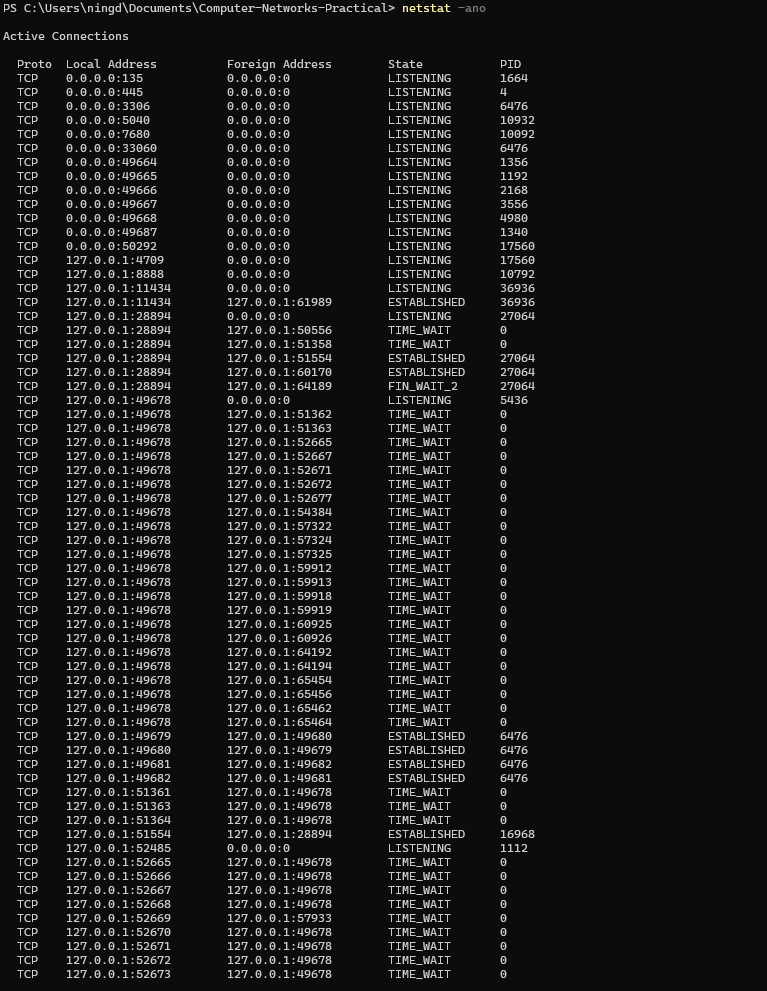 PS C:\Users\ningd\Documents\Computer-Networks-Practical> netstat -ano
Active Connections
Proto  Local Address          Foreign Address        State           PID
TCP    0.0.0.0:135            0.0.0.0:0              LISTENING       1664
TCP    0.0.0.0:445            0.0.0.0:0              LISTENING       4
TCP    0.0.0.0:3306           0.0.0.0:0              LISTENING       6476
TCP    0.0.0.0:5040           0.0.0.0:0              LISTENING       10932
TCP    0.0.0.0:7680           0.0.0.0:0              LISTENING       10092
TCP    0.0.0.0:33060          0.0.0.0:0              LISTENING       6476
TCP    0.0.0.0:49664          0.0.0.0:0              LISTENING       1356
TCP    0.0.0.0:49665          0.0.0.0:0              LISTENING       1192
TCP    0.0.0.0:49666          0.0.0.0:0              LISTENING       2168
TCP    0.0.0.0:49667          0.0.0.0:0              LISTENING       3556
TCP    0.0.0.0:49668          0.0.0.0:0              LISTENING       4980
TCP    0.0.0.0:49687          0.0.0.0:0              LISTENING       1340
TCP    0.0.0.0:50292          0.0.0.0:0              LISTENING       17560
TCP    127.0.0.1:4709         0.0.0.0:0              LISTENING       17560
TCP    127.0.0.1:8888         0.0.0.0:0              LISTENING       10792
TCP    127.0.0.1:11434        0.0.0.0:0              LISTENING       36936
TCP    127.0.0.1:11434        127.0.0.1:61989        ESTABLISHED     36936
TCP    127.0.0.1:28894        0.0.0.0:0              LISTENING       27064
TCP    127.0.0.1:28894        127.0.0.1:50556        TIME_WAIT       0
TCP    127.0.0.1:28894        127.0.0.1:51358        TIME_WAIT       0
TCP    127.0.0.1:28894        127.0.0.1:51554        ESTABLISHED     27064
TCP    127.0.0.1:28894        127.0.0.1:60170        ESTABLISHED     27064
TCP    127.0.0.1:28894        127.0.0.1:64189        FIN_WAIT_2      27064
TCP    127.0.0.1:49678        0.0.0.0:0              LISTENING       5436
TCP    127.0.0.1:49678        127.0.0.1:51362        TIME_WAIT       0
TCP    127.0.0.1:49678        127.0.0.1:51363        TIME_WAIT       0
TCP    127.0.0.1:49678        127.0.0.1:52665        TIME_WAIT       0
TCP    127.0.0.1:49678        127.0.0.1:52667        TIME_WAIT       0
TCP    127.0.0.1:49678        127.0.0.1:52671        TIME_WAIT       0
TCP    127.0.0.1:49678        127.0.0.1:52672        TIME_WAIT       0
TCP    127.0.0.1:49678        127.0.0.1:52677        TIME_WAIT       0
TCP    127.0.0.1:49678        127.0.0.1:54384        TIME_WAIT       0
TCP    127.0.0.1:49678        127.0.0.1:57322        TIME_WAIT       0
TCP    127.0.0.1:49678        127.0.0.1:57324        TIME_WAIT       0
TCP    127.0.0.1:49678        127.0.0.1:57325        TIME_WAIT       0
TCP    127.0.0.1:49678        127.0.0.1:59912        TIME_WAIT       0
TCP    127.0.0.1:49678        127.0.0.1:59913        TIME_WAIT       0
TCP    127.0.0.1:49678        127.0.0.1:59918        TIME_WAIT       0
TCP    127.0.0.1:49678        127.0.0.1:59919        TIME_WAIT       0
TCP    127.0.0.1:49678        127.0.0.1:60925        TIME_WAIT       0
TCP    127.0.0.1:49678        127.0.0.1:60926        TIME_WAIT       0
TCP    127.0.0.1:49678        127.0.0.1:64192        TIME_WAIT       0
TCP    127.0.0.1:49678        127.0.0.1:64194        TIME_WAIT       0
TCP    127.0.0.1:49678        127.0.0.1:65454        TIME_WAIT       0
TCP    127.0.0.1:49678        127.0.0.1:65456        TIME_WAIT       0
TCP    127.0.0.1:49678        127.0.0.1:65462        TIME_WAIT       0
TCP    127.0.0.1:49678        127.0.0.1:65464        TIME_WAIT       0
TCP    127.0.0.1:49679        127.0.0.1:49680        ESTABLISHED     6476
TCP    127.0.0.1:49680        127.0.0.1:49679        ESTABLISHED     6476
TCP    127.0.0.1:49681        127.0.0.1:49682        ESTABLISHED     6476
TCP    127.0.0.1:49682        127.0.0.1:49681        ESTABLISHED     6476
TCP    127.0.0.1:51361        127.0.0.1:49678        TIME_WAIT       0
TCP    127.0.0.1:51363        127.0.0.1:49678        TIME_WAIT       0
TCP    127.0.0.1:51364        127.0.0.1:49678        TIME_WAIT       0
TCP    127.0.0.1:51554        127.0.0.1:28894        ESTABLISHED     16968
TCP    127.0.0.1:52485        0.0.0.0:0              LISTENING       1112
TCP    127.0.0.1:52665        127.0.0.1:49678        TIME_WAIT       0
TCP    127.0.0.1:52666        127.0.0.1:49678        TIME_WAIT       0
TCP    127.0.0.1:52667        127.0.0.1:49678        TIME_WAIT       0
TCP    127.0.0.1:52668        127.0.0.1:49678        TIME_WAIT       0
TCP    127.0.0.1:52669        127.0.0.1:57933        TIME_WAIT       0
TCP    127.0.0.1:52670        127.0.0.1:49678        TIME_WAIT       0
TCP    127.0.0.1:52671        127.0.0.1:49678        TIME_WAIT       0
TCP    127.0.0.1:52672        127.0.0.1:49678        TIME_WAIT       0
TCP    127.0.0.1:52673        127.0.0.1:49678        TIME_WAIT       0